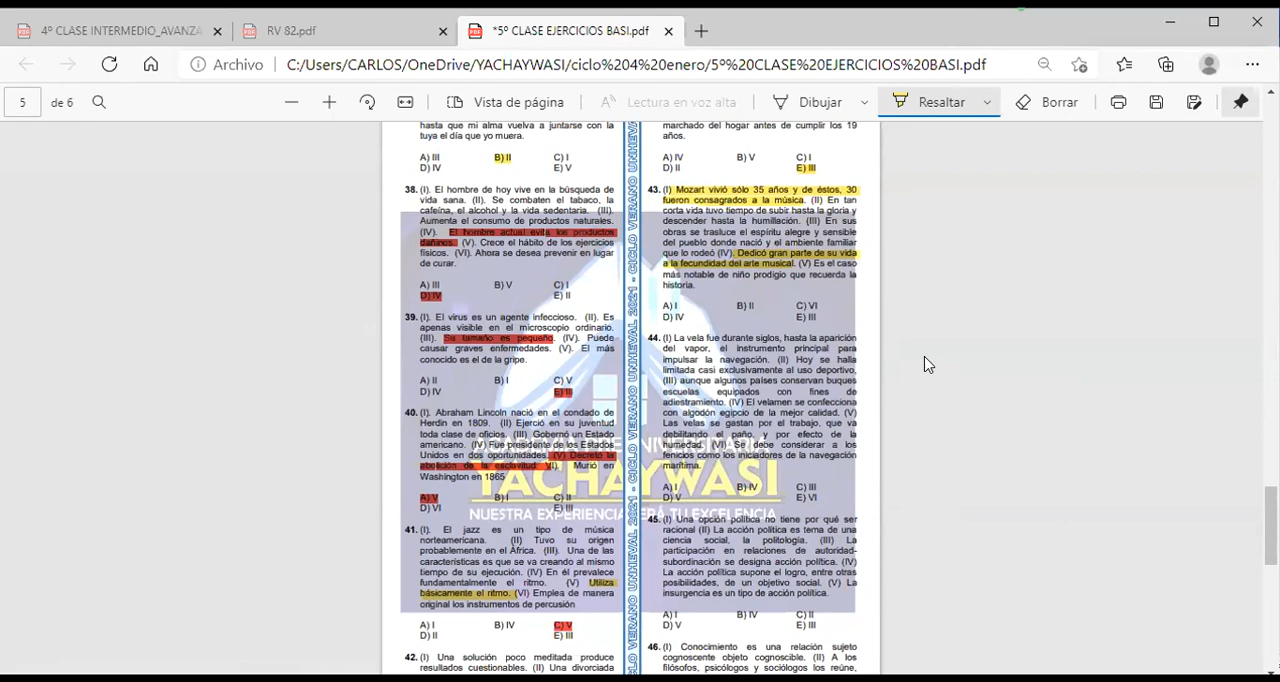 4º CLASE INTERMEDIO_AVANZA
RV 82.pdf
*5º CLASE EJERCICIOS BASI.pdf
Archivo
C:/Users/CARLOS/OneDrive/YACHAYWASI/ciclo%204%20enero/5º%20CLASE%20EJERCICIOS%20BASI.pdf
5
de 6
Vista de página
Lectura en voz alta
Dibujar
Resaltar
Borrar
hasta que mi alma vuelva a juntarse con la
tuya el día que yo muera.
A) III B) II C) I
D) IV E) V
38. (I). El hombre de hoy vive en la búsqueda de
vida sana. (II). Se combaten el tabaco, la
cafeína, el alcohol y la vida sedentaria. (III).
Aumenta el consumo de productos naturales.
(IV). El hombre actual evita los productos
dañinos. (V). Crece el hábito de los ejercicios
físicos. (VI). Ahora se desea prevenir en lugar
de curar.
A) III B) V C) I
D) IV E) II
39. (I). El virus es un agente infeccioso. (II). Es
apenas visible en el microscopio ordinario.
(III). Su tamaño es pequeño. (IV). Puede
causar graves enfermedades. (V). El más
conocido es el de la gripe.
A) II B) I C) V
D) IV E) III
40. (I). Abraham Lincoln nació en el condado de
Herdin en 1809. (II) Ejerció en su juventud
toda clase de oficios. (III). Gobernó un Estado
americano. (IV) Fue presidente de los Estados
Unidos en dos oportunidades. (V) Decretó la
abolición de la esclavitud. VI). Murió en
Washington en 1865
A) V B) I C) II
D) VI E) III
41. (I). El jazz es un tipo de música
norteamericana. (II) Tuvo su origen
probablemente en el África. (III). Una de las
características es que se va creando al mismo
tiempo de su ejecución. (IV) En él prevalece
fundamentalmente el ritmo. (V) Utiliza
básicamente el ritmo. (VI) Emplea de manera
original los instrumentos de percusión
A) I B) IV C) V
D) II E) III
42. (I) Una solución poco meditada produce
resultados cuestionables. (II) Una divorciada
CICLO VERANO UNHEVAL 2021 - CICLO VERANO UNHEVAL 2021 - CICLO VERANO UNHEVAL
marchado del hogar antes de cumplir los 19
años.
A) IV B) V C) I
D) II E) III
43. (I) Mozart vivió sólo 35 años y de éstos, 30
fueron consagrados a la música. (II) En tan
corta vida tuvo tiempo de subir hasta la gloria y
descender hasta la humillación. (III) En sus
obras se trasluce el espíritu alegre y sensible
del pueblo donde nació y el ambiente familiar
que lo rodeó (IV). Dedicó gran parte de su vida
a la fecundidad del arte musical. (V) Es el caso
más notable de niño prodigio que recuerda la
historia.
A) I B) II C) VI
D) IV E) III
44. (I) La vela fue durante siglos, hasta la aparición
del vapor, el instrumento principal para
impulsar la navegación. (II) Hoy se halla
limitada casi exclusivamente al uso deportivo,
(III) aunque algunos países conservan buques
escuelas equipados con fines de
adiestramiento. (IV) El velamen se confecciona
con algodón egipcio de la mejor calidad. (V)
Las velas se gastan por el trabajo, que va
debilitando el paño, y por efecto de la
humedad. (VI) Se debe considerar a los
fenicios como los iniciadores de la navegación
marítima.
A) I B) IV C) III
D) V E) VI
45. (I) Una opción política no tiene por qué ser
racional (II) La acción política es tema de una
ciencia social, la politología. (III) La
participación en relaciones de autoridad-
subordinación se designa acción política. (IV)
La acción política supone el logro, entre otras
posibilidades, de un objetivo social. (V) La
insurgencia es un tipo de acción política.
A) I B) IV C) II
D) V E) III
46. (I) Conocimiento es una relación sujeto
cognoscente objeto cognoscible. (II) A los
filósofos, psicólogos y sociólogos los reúne,
YACHAYWASI
NUESTRA EXPERIENCIA SERÁ TU EXCELENCIA